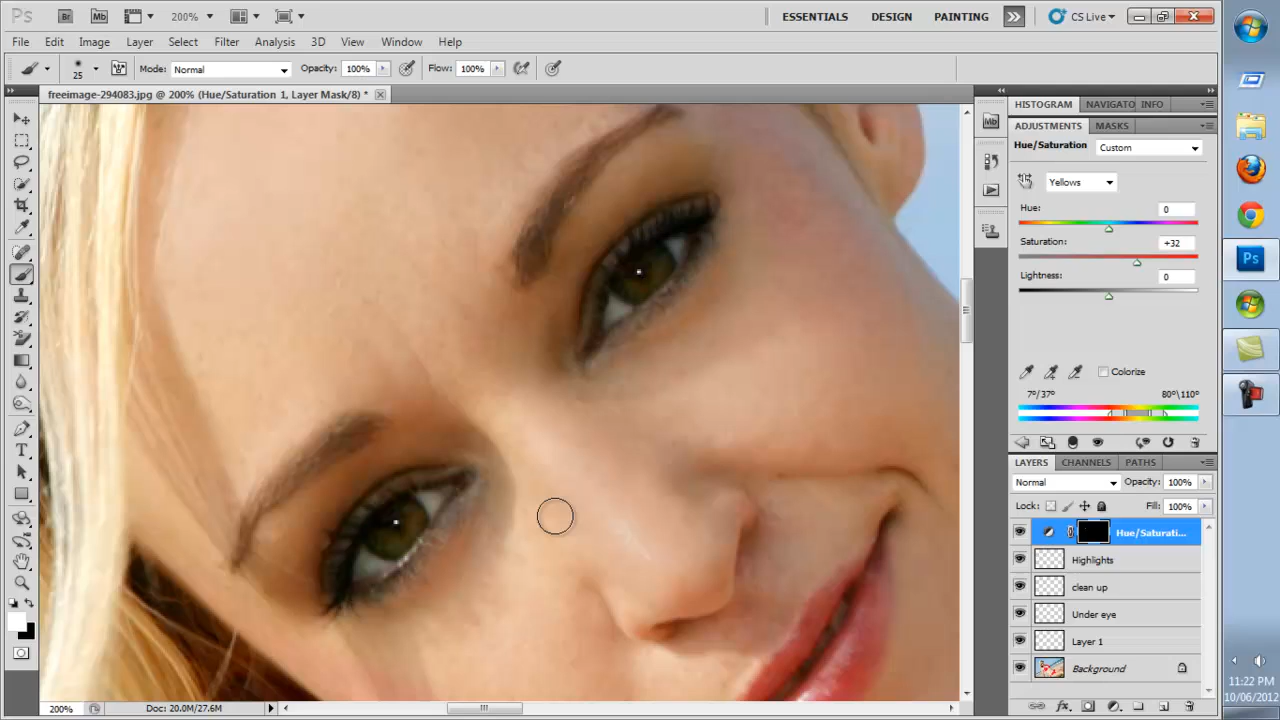 Ps Br Mb 200% ESSENTIALS DESIGN PAINTING CS Live
File Edit Image Layer Select Filter Analysis 3D View Window Help
25 Mode: Normal Opacity: 100% Flow: 100%
freeimage-294083.jpg @ 200% (Hue/Saturation 1, Layer Mask/8) *
HISTOGRAM NAVIGATO INFO
ADJUSTMENTS MASKS
Hue/Saturation Custom
Yellows
Hue: 0
Saturation: +32
Lightness: 0
Colorize
7°/37° 80°\110°
LAYERS CHANNELS PATHS
Normal Opacity: 100%
Lock: Fill: 100%
Hue/Saturati...
Highlights
clean up
Under eye
Layer 1
Background
200% Doc: 20.0M/27.6M
Mb
T
Ps
11:22 PM
10/06/2012